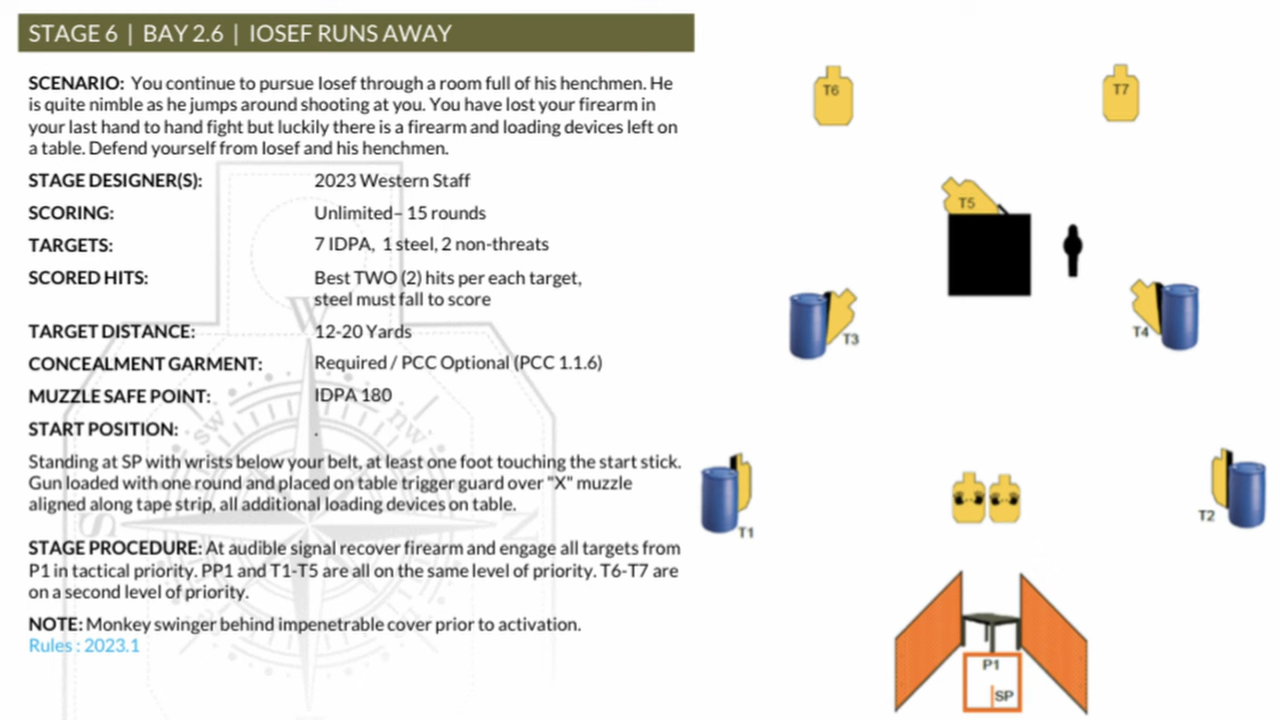 STAGE 6 | BAY 2.6 | IOSEF RUNS AWAY
SCENARIO: You continue to pursue Iosef through a room full of his henchmen. He
is quite nimble as he jumps around shooting at you. You have lost your firearm in
your last hand to hand fight but luckily there is a firearm and loading devices left on
a table. Defend yourself from Iosef and his henchmen.
STAGE DESIGNER(S): 2023 Western Staff
SCORING: Unlimited– 15 rounds
TARGETS: 7 IDPA, 1 steel, 2 non-threats
SCORED HITS: Best TWO (2) hits per each target,
steel must fall to score
TARGET DISTANCE: 12-20 Yards
CONCEALMENT GARMENT: Required / PCC Optional (PCC 1.1.6)
MUZZLE SAFE POINT: IDPA 180
START POSITION: .
Standing at SP with wrists below your belt, at least one foot touching the start stick.
Gun loaded with one round and placed on table trigger guard over "X" muzzle
aligned along tape strip, all additional loading devices on table.
STAGE PROCEDURE: At audible signal recover firearm and engage all targets from
P1 in tactical priority. PP1 and T1-T5 are all on the same level of priority. T6-T7 are
on a second level of priority.
NOTE: Monkey swinger behind impenetrable cover prior to activation.
Rules : 2023.1
T6
T7
T5
T3
T4
T1
T2
P1
SP
W
sw
nw
S
N